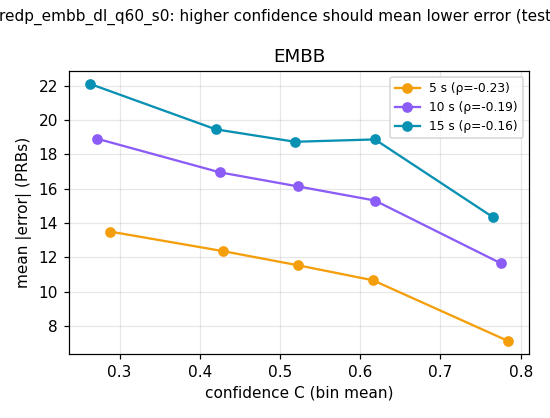 redp_embb_dl_q60_s0: higher confidence should mean lower error (test
EMBB
5 s (ρ=-0.23)
10 s (ρ=-0.19)
15 s (ρ=-0.16)
mean |error| (PRBs)
22
20
18
16
14
12
10
8
0.3 0.4 0.5 0.6 0.7 0.8
confidence C (bin mean)